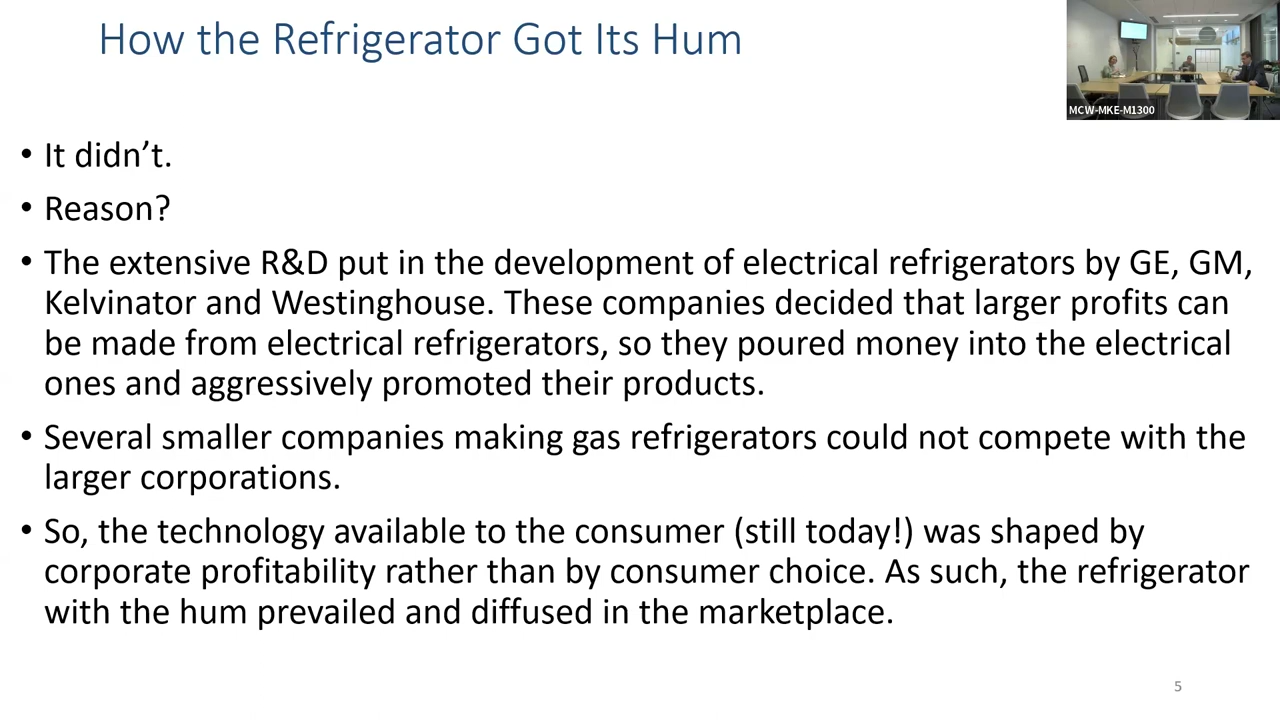 How the Refrigerator Got Its Hum
MCW-MKE-M1300
• It didn’t.
• Reason?
• The extensive R&D put in the development of electrical refrigerators by GE, GM,
Kelvinator and Westinghouse. These companies decided that larger profits can
be made from electrical refrigerators, so they poured money into the electrical
ones and aggressively promoted their products.
• Several smaller companies making gas refrigerators could not compete with the
larger corporations.
• So, the technology available to the consumer (still today!) was shaped by
corporate profitability rather than by consumer choice. As such, the refrigerator
with the hum prevailed and diffused in the marketplace.
5